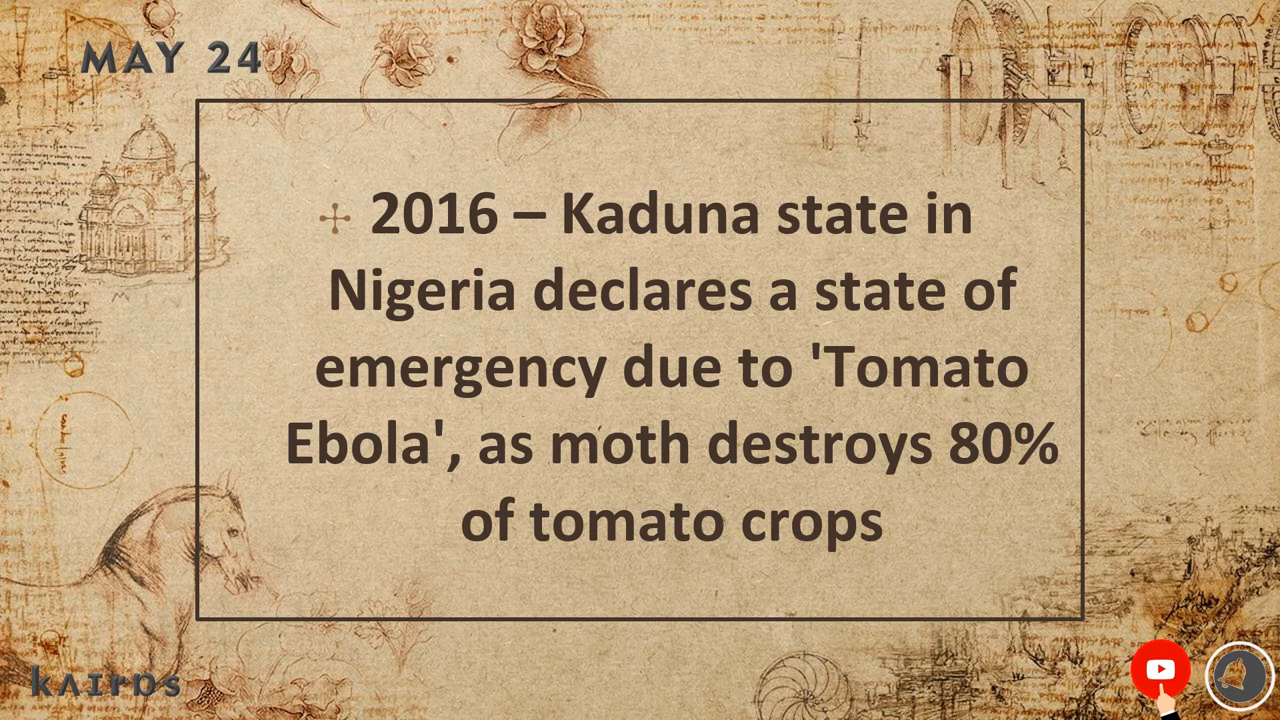 MAY 24
2016 – Kaduna state in
Nigeria declares a state of
emergency due to 'Tomato
Ebola', as moth destroys 80%
of tomato crops
kʌɪrɒs